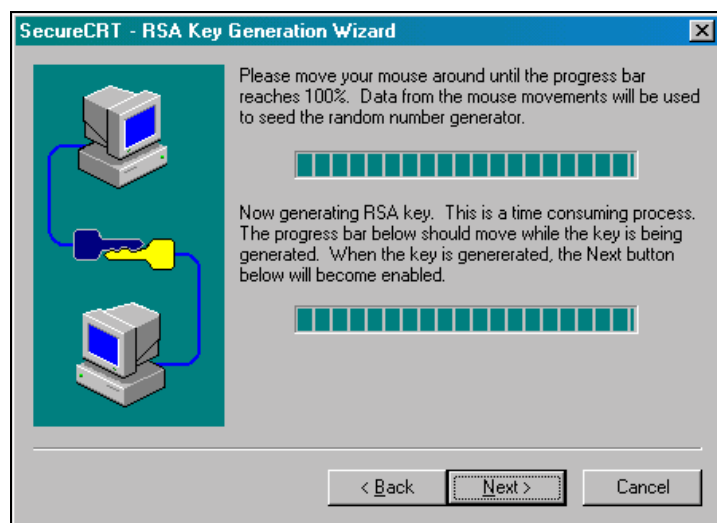 SecureCRT - RSA Key Generation Wizard
Please move your mouse around until the progress bar
reaches 100%.  Data from the mouse movements will be used
to seed the random number generator.
Now generating RSA key.  This is a time consuming process.
The progress bar below should move while the key is being
generated.  When the key is genererated, the Next button
below will become enabled.
< Back
Next >
Cancel